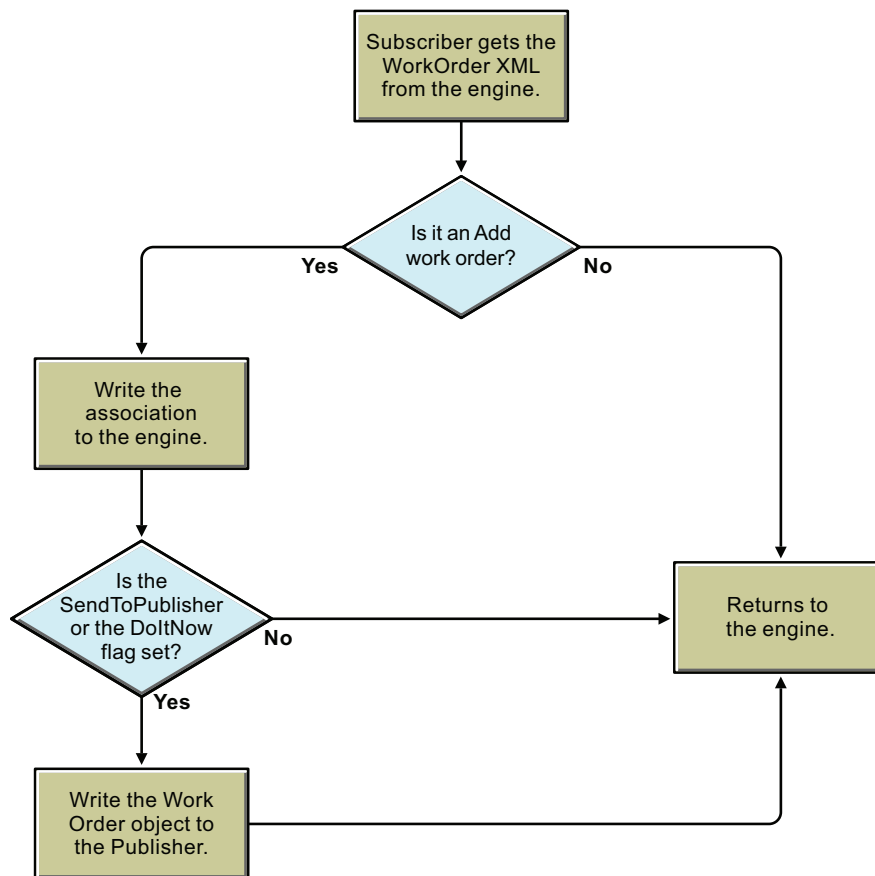 Subscriber gets the
WorkOrder XML
from the engine.
Is it an Add
work order?
Yes
No
Write the
association
to the engine.
Is the
SendToPublisher
or the DoItNow
flag set?
No
Yes
Returns to
the engine.
Write the Work
Order object to
the Publisher.